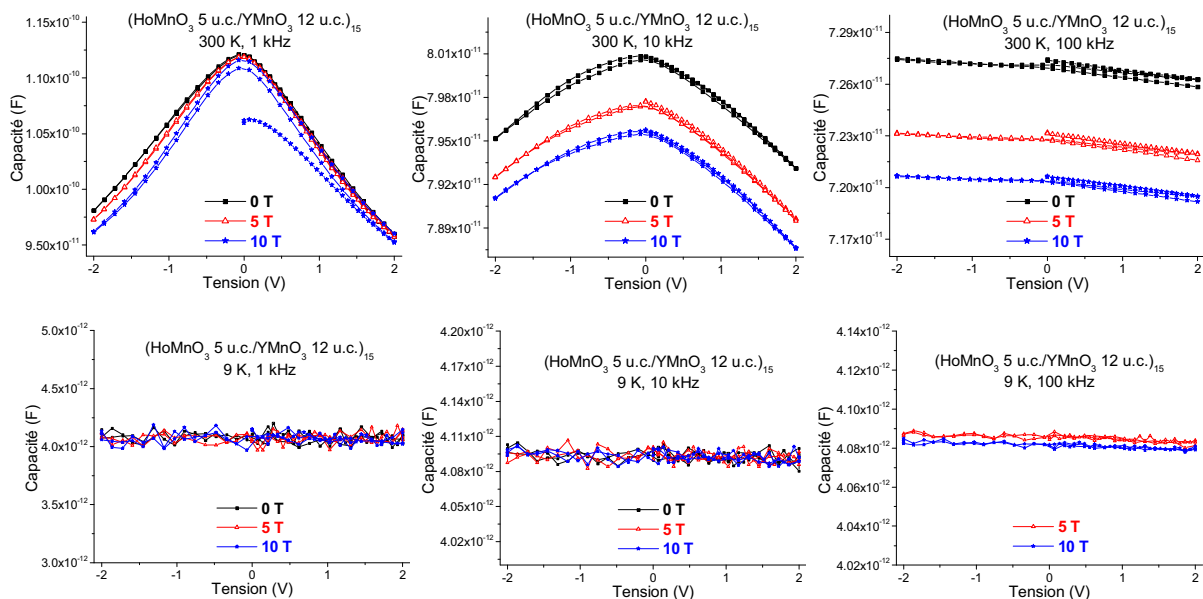 (HoMnO3 5 u.c./YMnO3 12 u.c.)15
300 K, 1 kHz
Capacité (F)
1.15x10-10
1.10x10-10
1.05x10-10
1.00x10-10
9.50x10-11
0 T
5 T
10 T
-2 -1 0 1 2
Tension (V)
(HoMnO3 5 u.c./YMnO3 12 u.c.)15
300 K, 10 kHz
Capacité (F)
8.01x10-11
7.98x10-11
7.95x10-11
7.92x10-11
7.89x10-11
0 T
5 T
10 T
-2 -1 0 1 2
Tension (V)
(HoMnO3 5 u.c./YMnO3 12 u.c.)15
300 K, 100 kHz
Capacité (F)
7.29x10-11
7.26x10-11
7.23x10-11
7.20x10-11
7.17x10-11
0 T
5 T
10 T
-2 -1 0 1 2
Tension (V)
(HoMnO3 5 u.c./YMnO3 12 u.c.)15
9 K, 1 kHz
Capacité (F)
5.0x10-12
4.5x10-12
4.0x10-12
3.5x10-12
3.0x10-12
0 T
5 T
10 T
-2 -1 0 1 2
Tension (V)
(HoMnO3 5 u.c./YMnO3 12 u.c.)15
9 K, 10 kHz
Capacité (F)
4.20x10-12
4.17x10-12
4.14x10-12
4.11x10-12
4.08x10-12
4.05x10-12
4.02x10-12
0 T
5 T
10 T
-2 -1 0 1 2
Tension (V)
(HoMnO3 5 u.c./YMnO3 12 u.c.)15
9 K, 100 kHz
Capacité (F)
4.14x10-12
4.12x10-12
4.10x10-12
4.08x10-12
4.06x10-12
4.04x10-12
4.02x10-12
5 T
10 T
-2 -1 0 1 2
Tension (V)